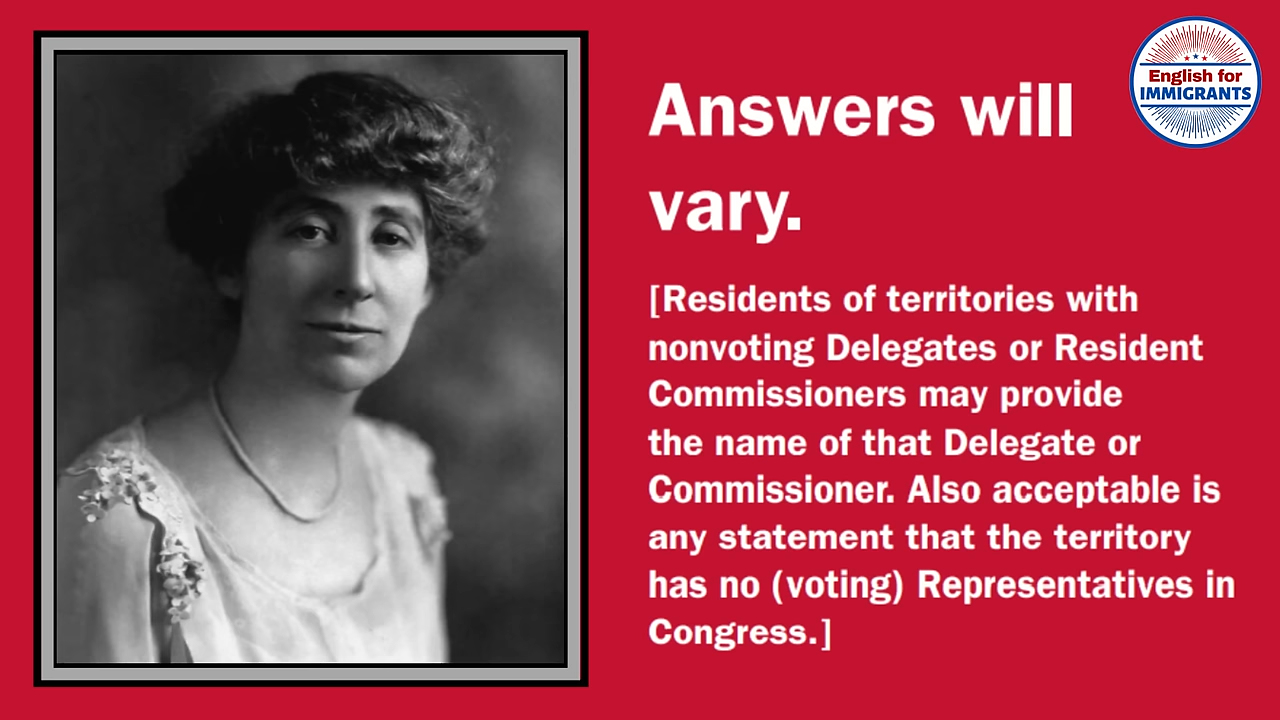 English for
IMMIGRANTS
Answers will
vary.
[Residents of territories with
nonvoting Delegates or Resident
Commissioners may provide
the name of that Delegate or
Commissioner. Also acceptable is
any statement that the territory
has no (voting) Representatives in
Congress.]